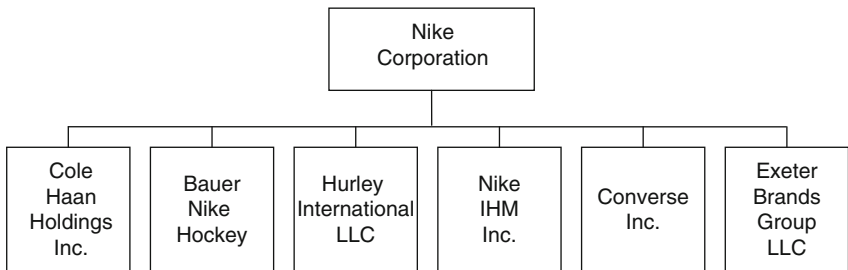 Nike
Corporation
Cole
Haan
Holdings
Inc.
Bauer
Nike
Hockey
Hurley
International
LLC
Nike
IHM
Inc.
Converse
Inc.
Exeter
Brands
Group
LLC